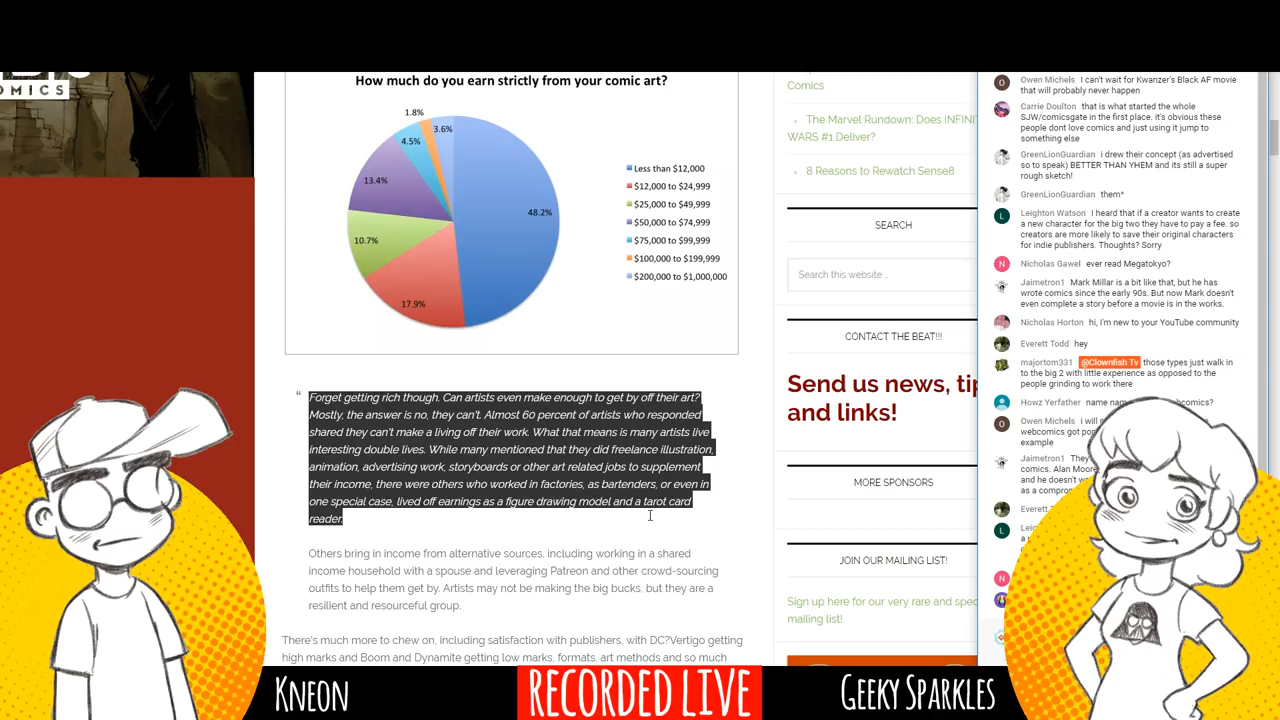 OMICS
How much do you earn strictly from your comic art?
1.8%
3.6%
4.5%
13.4%
10.7%
17.9%
48.2%
Less than $12,000
$12,000 to $24,999
$25,000 to $49,999
$50,000 to $74,999
$75,000 to $99,999
$100,000 to $199,999
$200,000 to $1,000,000
“
Forget getting rich though. Can artists even make enough to get by off their art?
Mostly, the answer is no, they can't. Almost 60 percent of artists who responded
shared they can't make a living off their work. What that means is many artists live
interesting double lives. While many mentioned that they did freelance illustration,
animation, advertising work, storyboards or other art related jobs to supplement
their income, there were others who worked in factories, as bartenders, or even in
one special case, lived off earnings as a figure drawing model and a tarot card
reader.
Others bring in income from alternative sources, including working in a shared
income household with a spouse and leveraging Patreon and other crowd-sourcing
outfits to help them get by. Artists may not be making the big bucks, but they are a
resilient and resourceful group.
There's much more to chew on, including satisfaction with publishers, with DC?Vertigo getting
high marks and Boom and Dynamite getting low marks, formats, art methods and so much
Comics
The Marvel Rundown: Does INFINIT
WARS #1 Deliver?
8 Reasons to Rewatch Sense8
SEARCH
Search this website …
CONTACT THE BEAT!!!
Send us news, tip
and links!
MORE SPONSORS
JOIN OUR MAILING LIST!
Sign up here for our very rare and spec
mailing list!
Owen Michels I can't wait for Kwanzer's Black AF movie
that will probably never happen
Carrie Doulton that is what started the whole
SJW/comicsgate in the first place. it's obvious these
people dont love comics and just using it jump to
something else
GreenLionGuardian i drew their concept (as advertised
so to speak) BETTER THAN YHEM and its still a super
rough sketch!
GreenLionGuardian them*
Leighton Watson I heard that if a creator wants to create
a new character for the big two they have to pay a fee. so
creators are more likely to save their original characters
for indie publishers. Thoughts? Sorry
Nicholas Gawel ever read Megatokyo?
Jaimetron1 Mark Millar is a bit like that, but he has
wrote comics since the early 90s. But now Mark doesn't
even complete a story before a movie is in the works.
Nicholas Horton hi, I'm new to your YouTube community
Everett Todd hey
majortom331 @Clownfish Tv those types just walk in
to the big 2 with little experience as opposed to the
people grinding to work there
Howz Yerfather name nam bcomics?
Owen Michels i will
webcomics got po
example
Jaimetron1 They
comics. Alan Moore
and he doesn't w
as a compro
Everet
KNEON
RECORDED LIVE
GEEKY SPARKLES